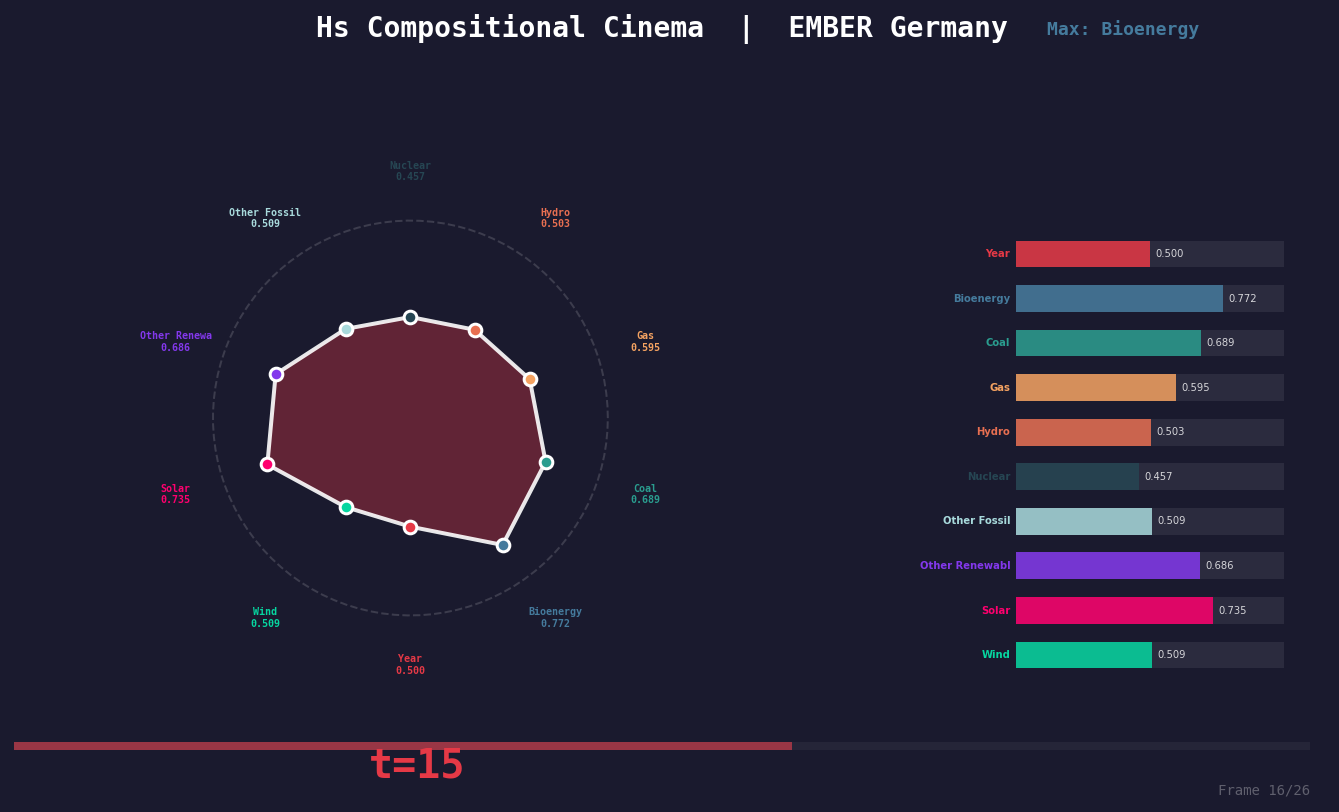 Hs Compositional Cinema | EMBER Germany
Max: Bioenergy
Nuclear
0.457
Other Fossil
0.509
Hydro
0.503
Other Renewa
0.686
Gas
0.595
Solar
0.735
Coal
0.689
Wind
0.509
Bioenergy
0.772
Year
0.500
Year 0.500
Bioenergy 0.772
Coal 0.689
Gas 0.595
Hydro 0.503
Nuclear 0.457
Other Fossil 0.509
Other Renewabl 0.686
Solar 0.735
Wind 0.509
t=15
Frame 16/26